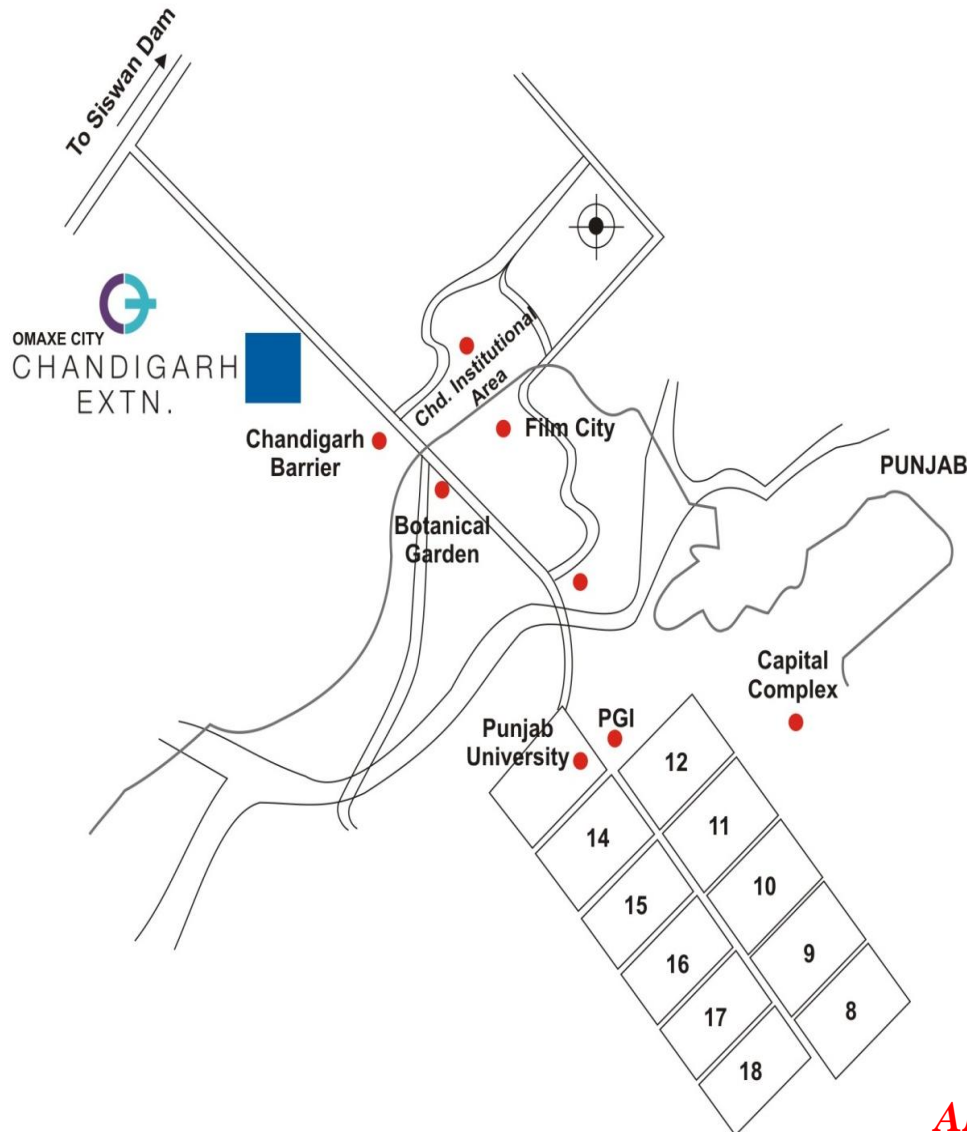 To Siswan Dam
OMAXE CITY
CHANDIGARH
EXTN.
Chd. Institutional
Area
Chandigarh
Barrier
Film City
Botanical
Garden
PUNJAB
Capital
Complex
Punjab
University
PGI
12
14
11
15
10
16
9
17
8
18